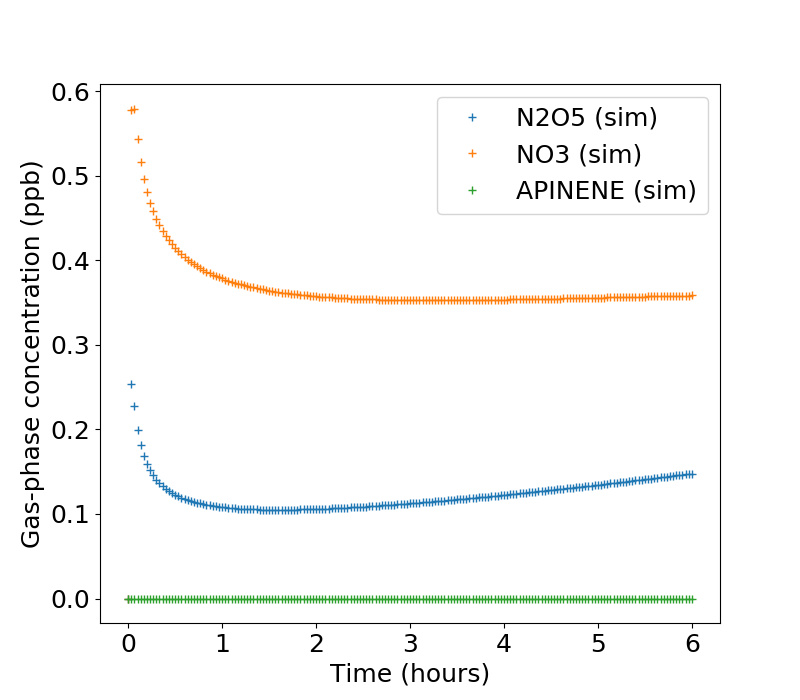 0.6
0.5
0.4
0.3
0.2
0.1
0.0
Gas-phase concentration (ppb)
N2O5 (sim)
NO3 (sim)
APINENE (sim)
0 1 2 3 4 5 6
Time (hours)